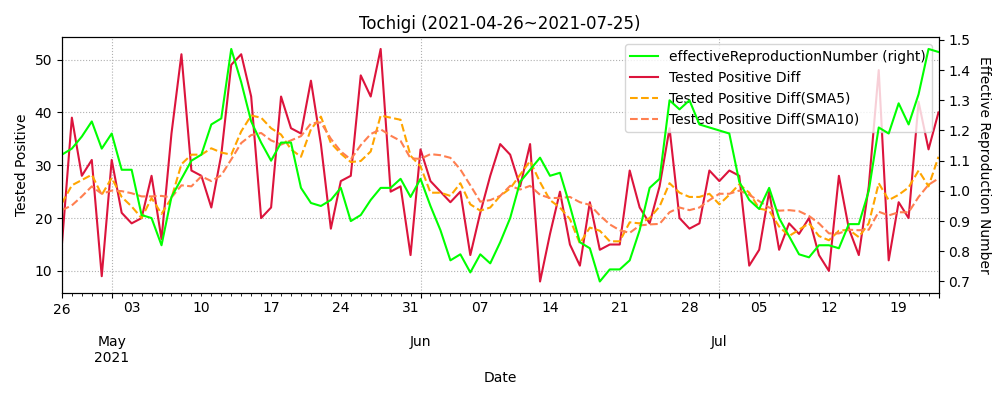 Tochigi (2021-04-26~2021-07-25)
effectiveReproductionNumber (right)
Tested Positive Diff
Tested Positive Diff(SMA5)
Tested Positive Diff(SMA10)
Tested Positive
50
40
30
20
10
1.5
1.4
1.3
1.2
1.1
1.0
0.9
0.8
0.7
Effective Reproduction Number
26 03 10 17 24 31 07 14 21 28 05 12 19
May Jun Jul
2021
Date